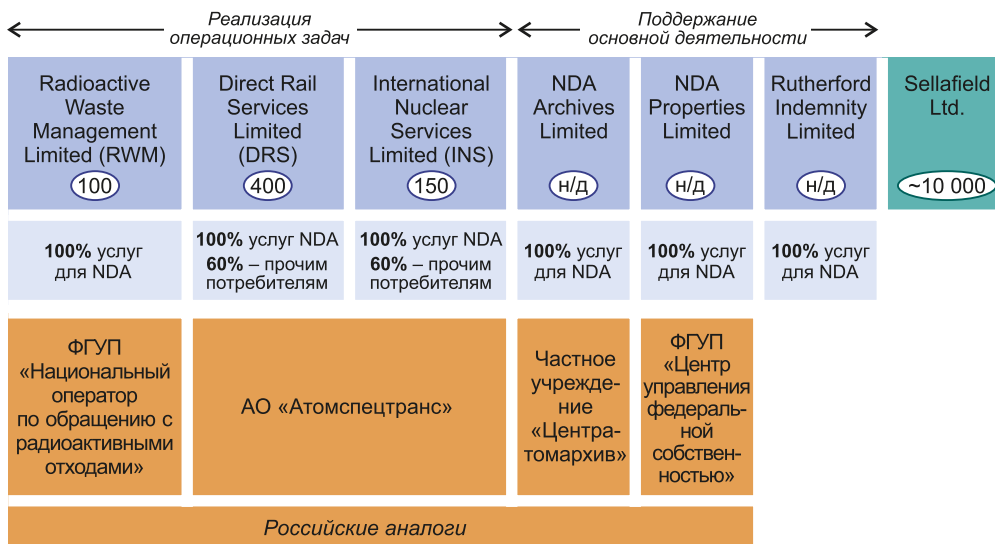 Реализация
операционных задач
Поддержание
основной деятельности
Radioactive
Waste
Management
Limited (RWM)
100
Direct Rail
Services
Limited
(DRS)
400
International
Nuclear
Services
Limited (INS)
150
NDA
Archives
Limited
н/д
NDA
Properties
Limited
н/д
Rutherford
Indemnity
Limited
н/д
Sellafield
Ltd.
~10 000
100% услуг
для NDA
100% услуг NDA
60% – прочим
потребителям
100% услуг NDA
60% – прочим
потребителям
100% услуг
для NDA
100% услуг
для NDA
100% услуг
для NDA
ФГУП
«Национальный
оператор
по обращению с
радиоактивными
отходами»
АО «Атомспецтранс»
Частное
учрежде-
ние
«Центра-
томархив»
ФГУП
«Центр
управления
федераль-
ной
собствен-
ностью»
Российские аналоги